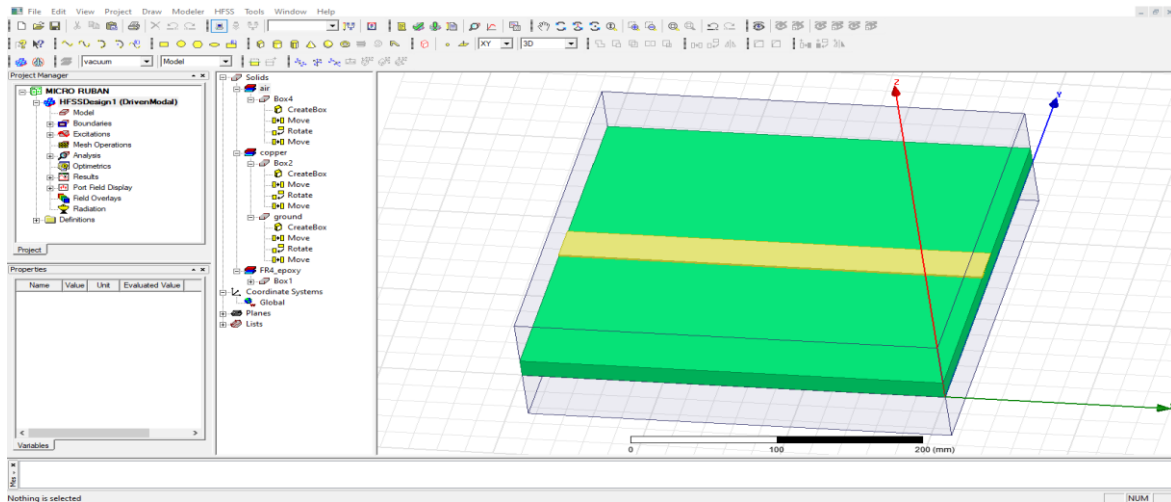 File Edit View Project Draw Modeler HFSS Tools Window Help
XY
3D
vacuum
Model
Project Manager
MICRO RUBAN
HFSSDesign1 (DrivenModal)
Model
Boundaries
Excitations
Mesh Operations
Analysis
Optimetrics
Results
Port Field Display
Field Overlays
Radiation
Definitions
Project
Properties
Name Value Unit Evaluated Value
Variables
Solids
air
Box4
CreateBox
Move
Rotate
Move
copper
Box2
CreateBox
Move
Rotate
Move
ground
CreateBox
Move
Rotate
Move
FR4_epoxy
Box1
Coordinate Systems
Global
Planes
Lists
Z
Y
0 100 200 (mm)
Nothing is selected
NUM